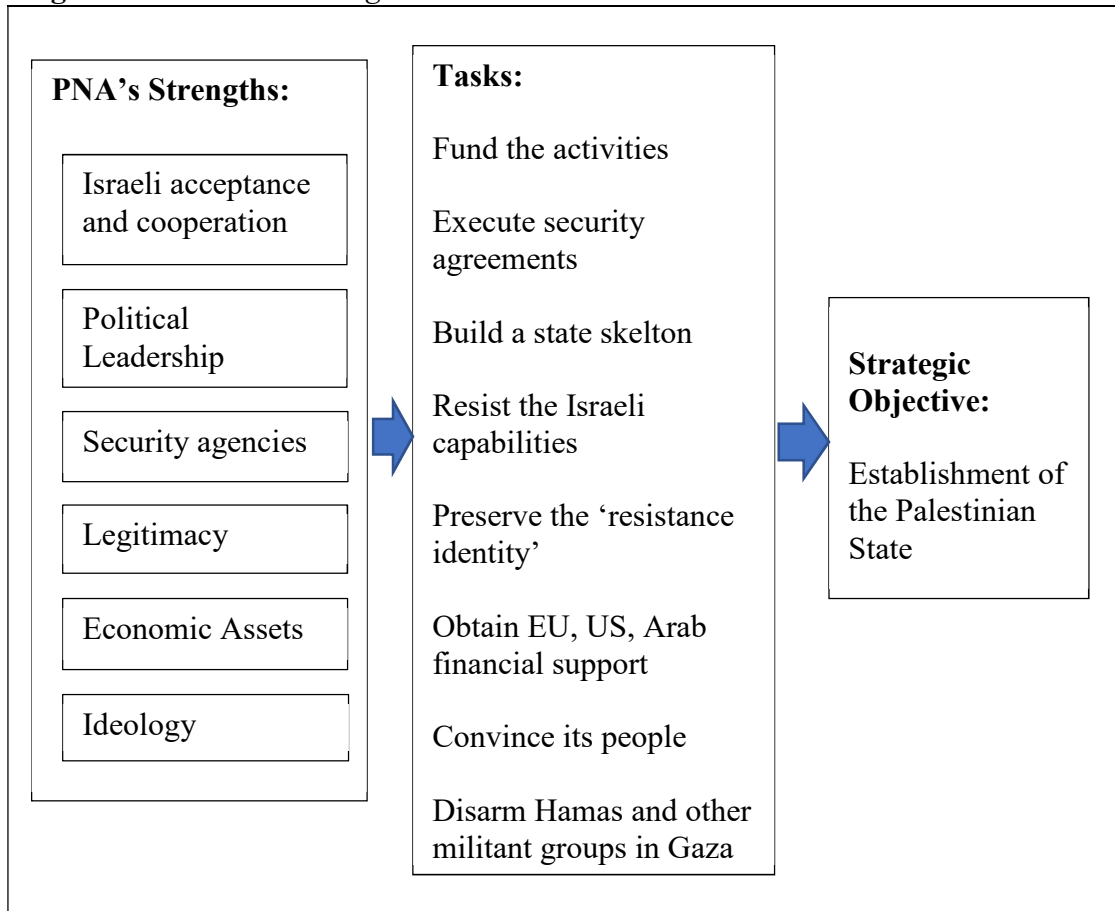 PNA’s Strengths:
Israeli acceptance
and cooperation
Political
Leadership
Security agencies
Legitimacy
Economic Assets
Ideology
Tasks:
Fund the activities
Execute security
agreements
Build a state skelton
Resist the Israeli
capabilities
Preserve the ‘resistance
identity’
Obtain EU, US, Arab
financial support
Convince its people
Disarm Hamas and other
militant groups in Gaza
Strategic
Objective:
Establishment of
the Palestinian
State